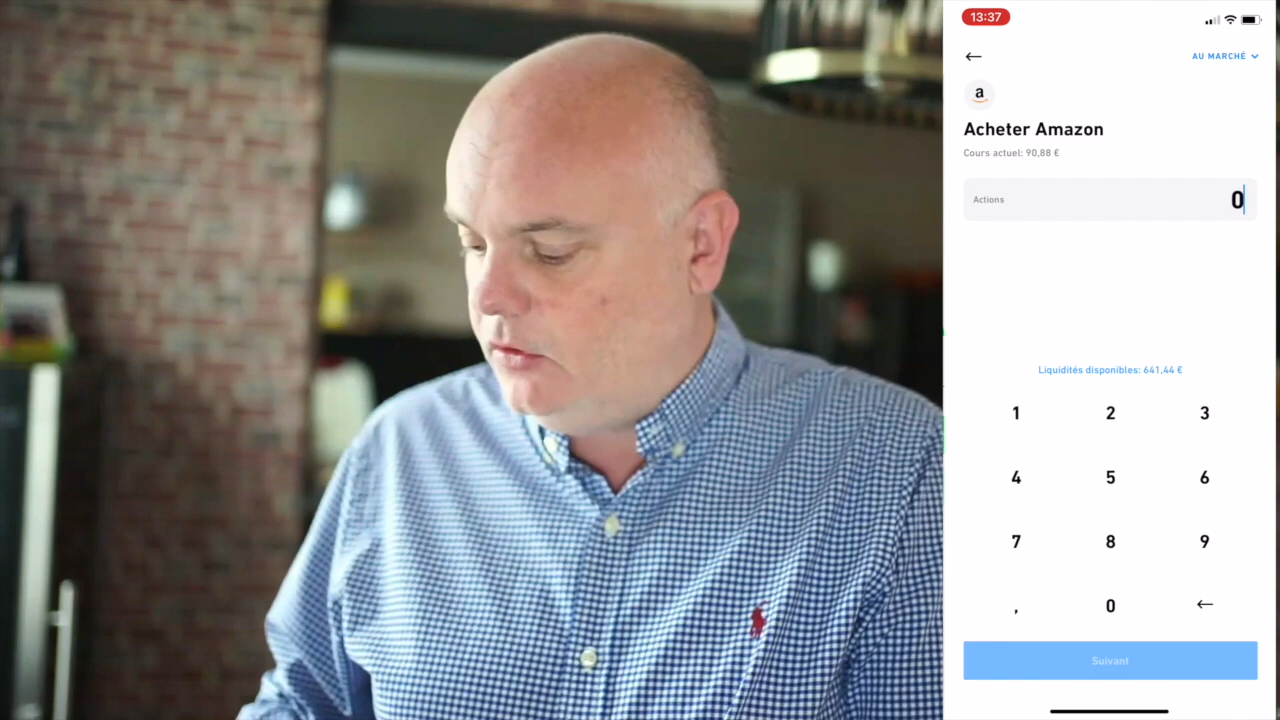 13:37
AU MARCHÉ
a
Acheter Amazon
Cours actuel: 90,88 €
Actions
0
Liquidités disponibles: 641,44 €
1 2 3
4 5 6
7 8 9
, 0
Suivant